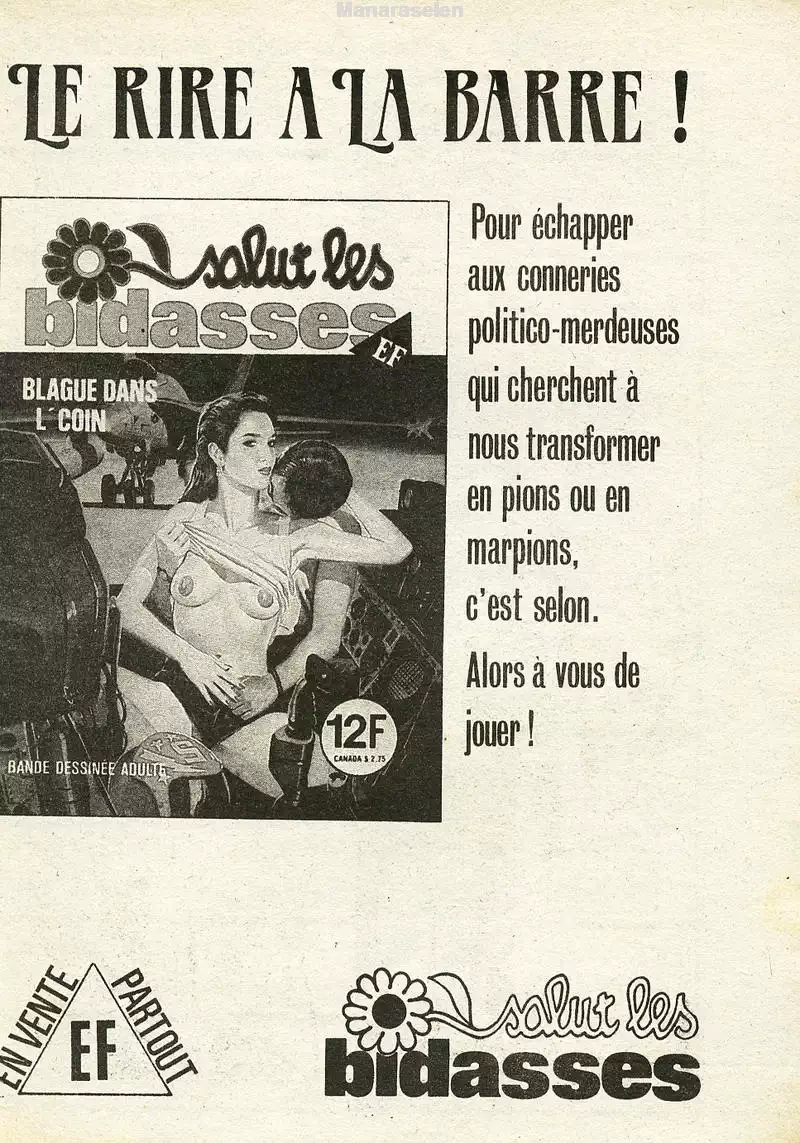 Manaraselen
LE RIRE A LA BARRE !
salut les
bidasses
EF
BLAGUE DANS
L'COIN
12F
CANADA $ 2.75
BANDE DESSINÉE ADULTE
Pour échapper
aux conneries
politico-merdeuses
qui cherchent à
nous transformer
en pions ou en
marpions,
c'est selon.
Alors à vous de
jouer !
EN VENTE
PARTOUT
EF
salut les
bidasses